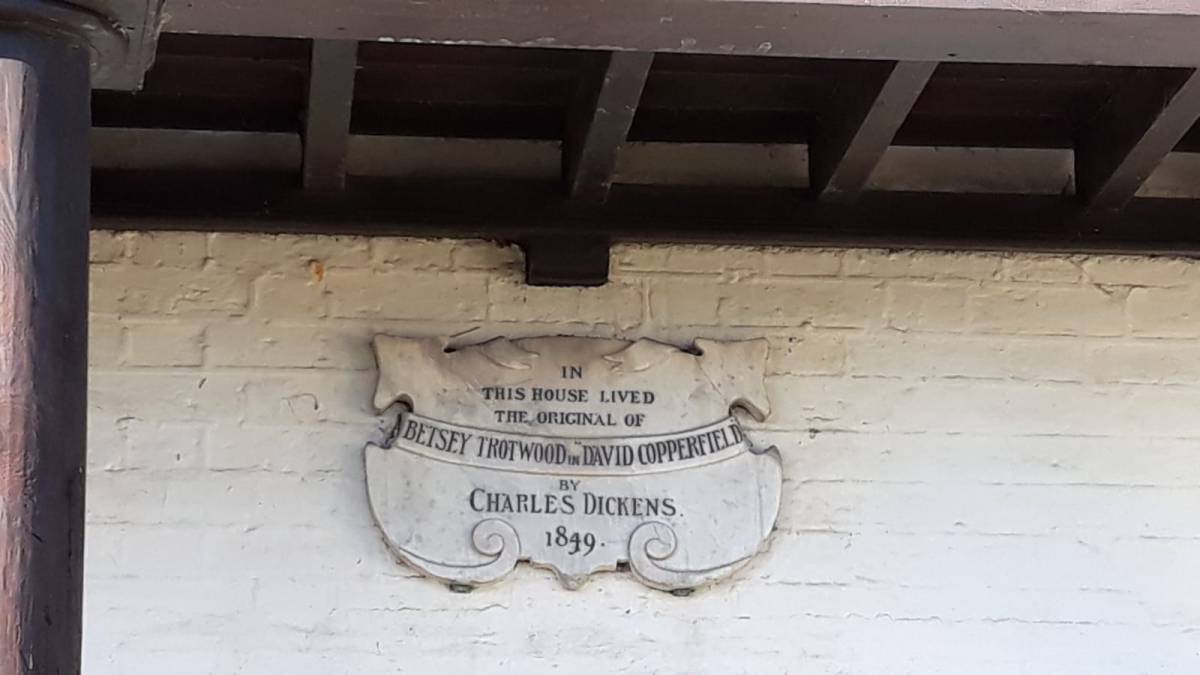 IN
THIS HOUSE LIVED
THE ORIGINAL OF
BETSEY TROTWOOD IN "DAVID COPPERFIELD
BY
CHARLES DICKENS.
1849.